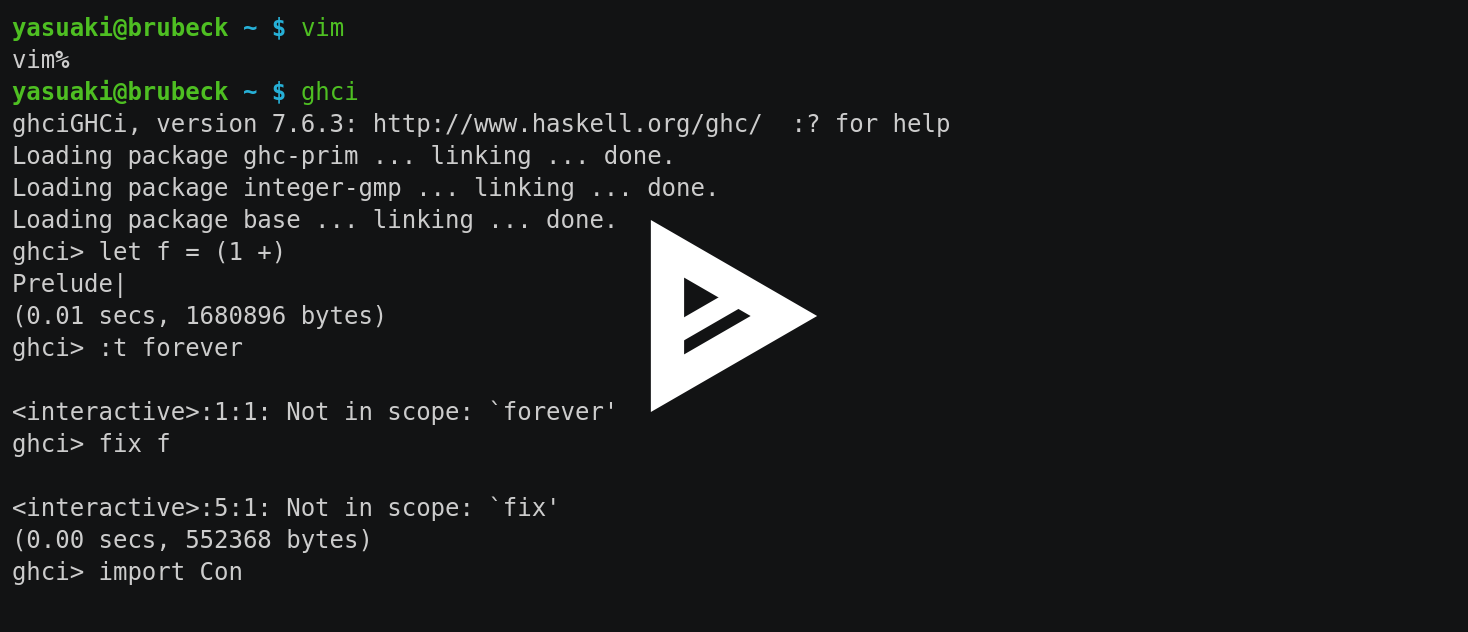 yasuaki@brubeck ~ $ vim
vim%
yasuaki@brubeck ~ $ ghci
ghciGHCi, version 7.6.3: http://www.haskell.org/ghc/  :? for help
Loading package ghc-prim ... linking ... done.
Loading package integer-gmp ... linking ... done.
Loading package base ... linking ... done.
ghci> let f = (1 +)
Prelude|
(0.01 secs, 1680896 bytes)
ghci> :t forever
<interactive>:1:1: Not in scope: `forever'
ghci> fix f
<interactive>:5:1: Not in scope: `fix'
(0.00 secs, 552368 bytes)
ghci> import Con